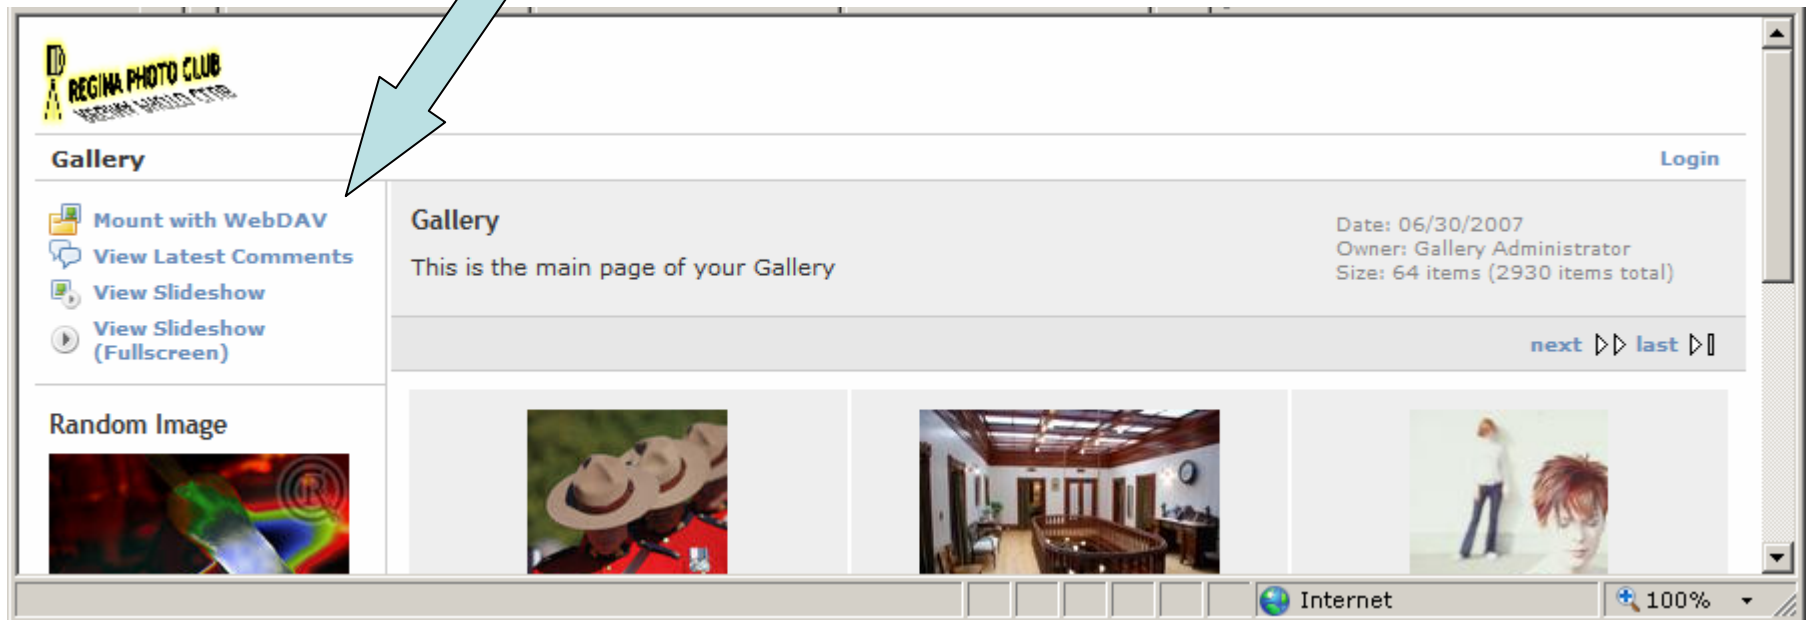 REGINA PHOTO CLUB
Gallery
Login
Mount with WebDAV
View Latest Comments
View Slideshow
View Slideshow
(Fullscreen)
Gallery
This is the main page of your Gallery
Date: 06/30/2007
Owner: Gallery Administrator
Size: 64 items (2930 items total)
next last
Random Image
®
Internet
100%